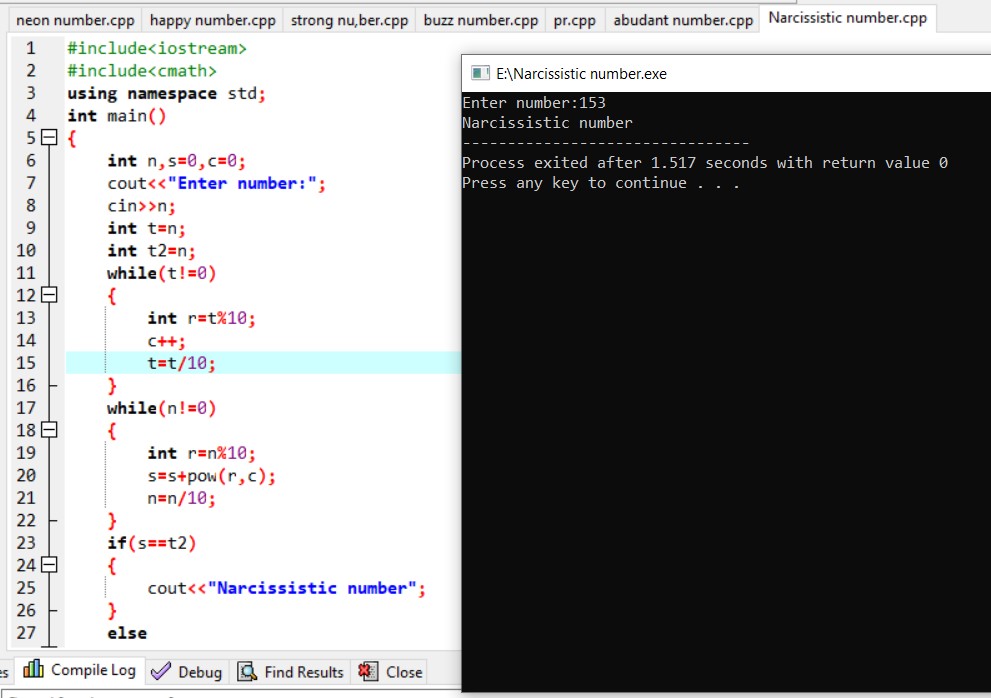 neon number.cpp happy number.cpp strong nu,ber.cpp buzz number.cpp pr.cpp abudant number.cpp Narcissistic number.cpp
1 #include<iostream>
2 #include<cmath>
3 using namespace std;
4 int main()
5 {
6 int n,s=0,c=0;
7 cout<<"Enter number:";
8 cin>>n;
9 int t=n;
10 int t2=n;
11 while(t!=0)
12 {
13 int r=t%10;
14 c++;
15 t=t/10;
16 }
17 while(n!=0)
18 {
19 int r=n%10;
20 s=s+pow(r,c);
21 n=n/10;
22 }
23 if(s==t2)
24 {
25 cout<<"Narcissistic number";
26 }
27 else
E:\Narcissistic number.exe
Enter number:153
Narcissistic number
--------------------------------
Process exited after 1.517 seconds with return value 0
Press any key to continue . . .
es Compile Log Debug Find Results Close